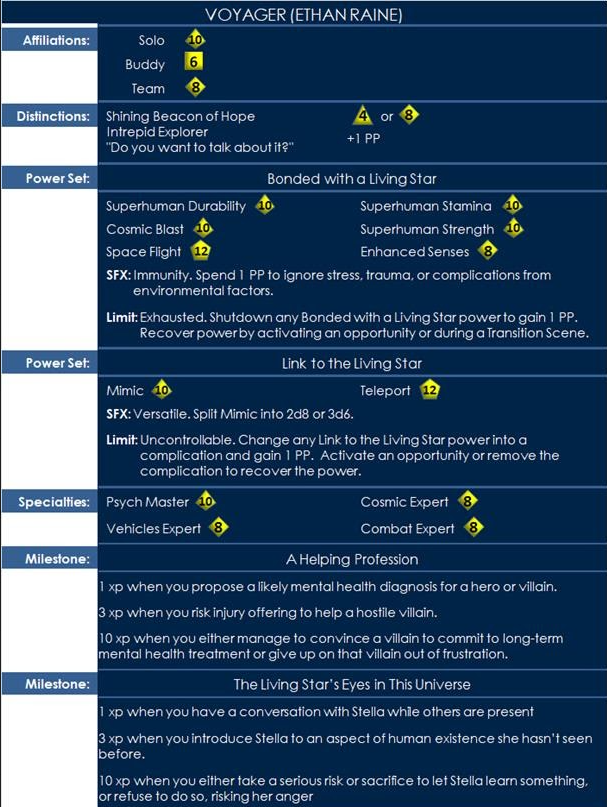 VOYAGER (ETHAN RAINE)
Affiliations: Solo 10
Buddy 6
Team 8
Distinctions: Shining Beacon of Hope 4 or 8
Intrepid Explorer +1 PP
"Do you want to talk about it?"
Power Set: Bonded with a Living Star
Superhuman Durability 10 Superhuman Stamina 10
Cosmic Blast 10 Superhuman Strength 10
Space Flight 12 Enhanced Senses 8
SFX: Immunity. Spend 1 PP to ignore stress, trauma, or complications from
environmental factors.
Limit: Exhausted. Shutdown any Bonded with a Living Star power to gain 1 PP.
Recover power by activating an opportunity or during a Transition Scene.
Power Set: Link to the Living Star
Mimic 10 Teleport 12
SFX: Versatile. Split Mimic into 2d8 or 3d6.
Limit: Uncontrollable. Change any Link to the Living Star power into a
complication and gain 1 PP. Activate an opportunity or remove the
complication to recover the power.
Specialties: Psych Master 10 Cosmic Expert 8
Vehicles Expert 8 Combat Expert 8
Milestone: A Helping Profession
1 xp when you propose a likely mental health diagnosis for a hero or villain.
3 xp when you risk injury offering to help a hostile villain.
10 xp when you either manage to convince a villain to commit to long-term
mental health treatment or give up on that villain out of frustration.
Milestone: The Living Star's Eyes in This Universe
1 xp when you have a conversation with Stella while others are present
3 xp when you introduce Stella to an aspect of human existence she hasn't seen
before.
10 xp when you either take a serious risk or sacrifice to let Stella learn something,
or refuse to do so, risking her anger